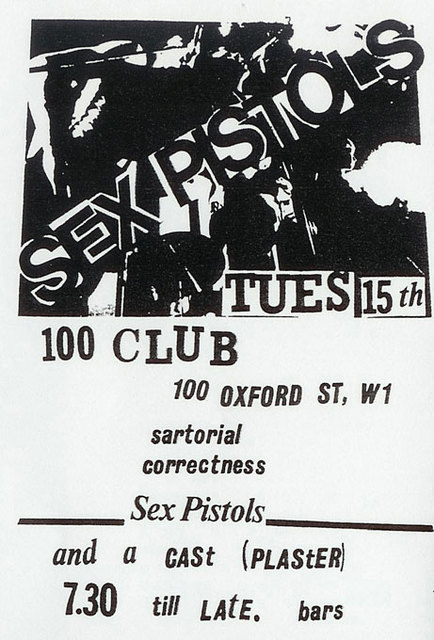 SEX PISTOLS
TUES 15th
100 CLUB
100 OXFORD ST, W1
sartorial
correctness
Sex Pistols
and a CAST (PLAStER)
7.30 till LAtE. bars